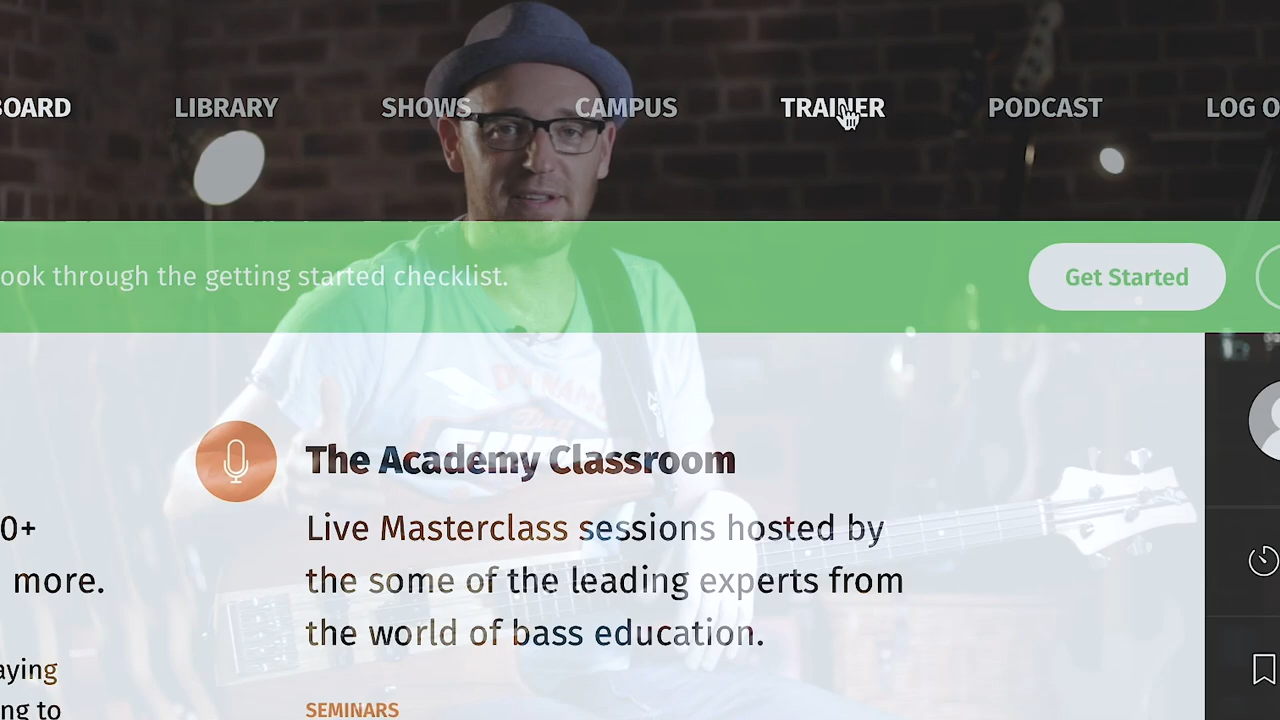 BOARD
LIBRARY
SHOWS
CAMPUS
TRAINER
PODCAST
LOG O
ook through the getting started checklist.
Get Started
The Academy Classroom
0+
Live Masterclass sessions hosted by
more.
the some of the leading experts from
the world of bass education.
aying
ng to
SEMINARS